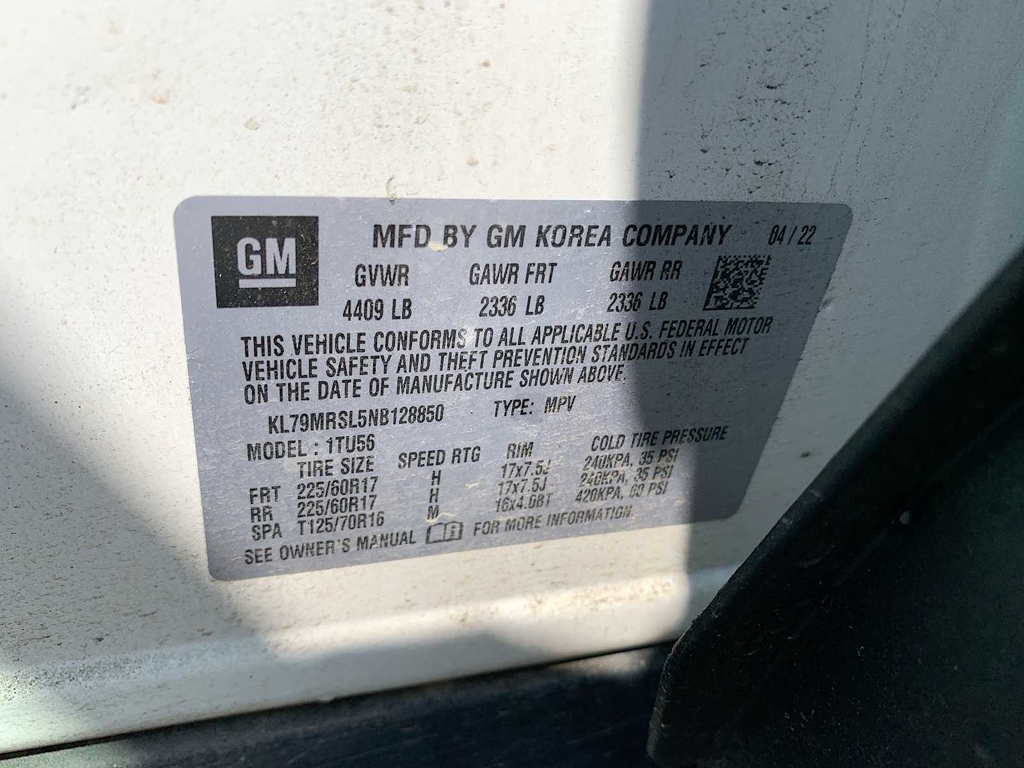 GM
MFD BY GM KOREA COMPANY 04 / 22
GVWR GAWR FRT GAWR RR
4409 LB 2336 LB 2336 LB
THIS VEHICLE CONFORMS TO ALL APPLICABLE U.S. FEDERAL MOTOR
VEHICLE SAFETY AND THEFT PREVENTION STANDARDS IN EFFECT
ON THE DATE OF MANUFACTURE SHOWN ABOVE.
KL79MRSL5NB128850 TYPE: MPV
MODEL : 1TU56
TIRE SIZE SPEED RTG RIM COLD TIRE PRESSURE
FRT 225/60R17 H 17x7.5J 240KPA, 35 PSI
RR 225/60R17 H 17x7.5J 240KPA, 35 PSI
SPA T125/70R16 M 16x4.0BT 420KPA, 60 PSI
SEE OWNER'S MANUAL FOR MORE INFORMATION.